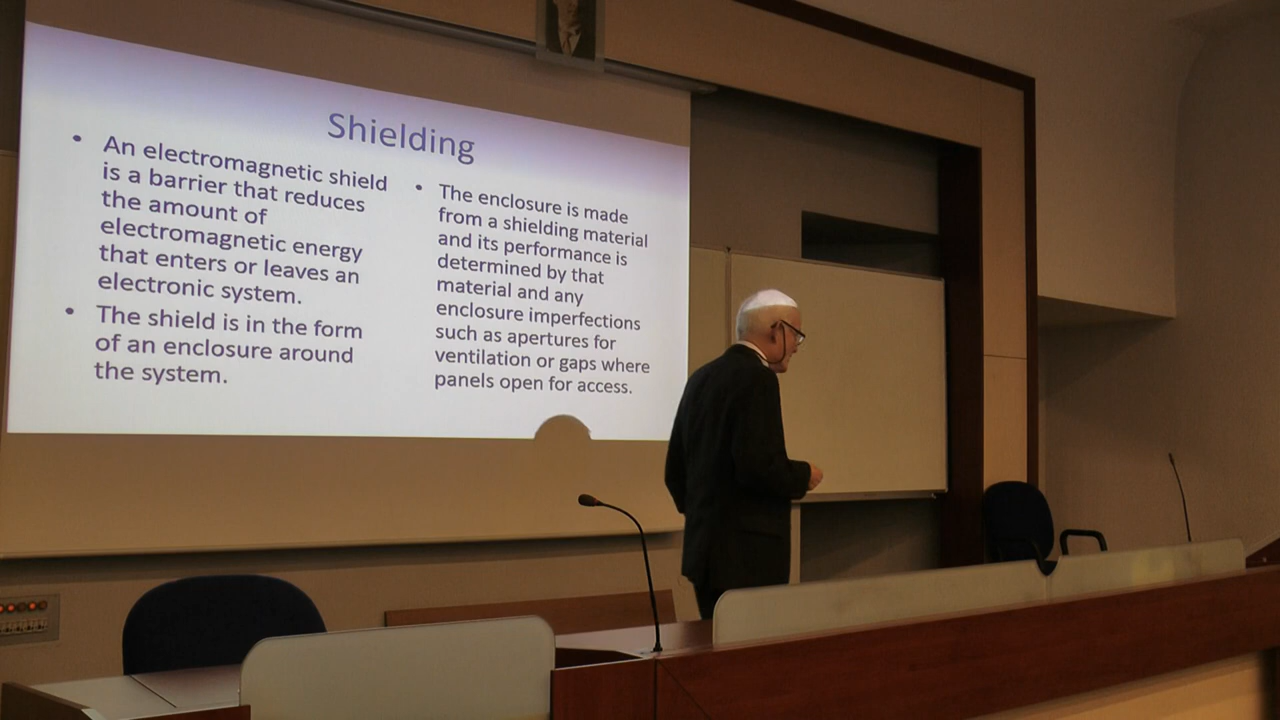 Shielding
• An electromagnetic shield
is a barrier that reduces
the amount of
electromagnetic energy
that enters or leaves an
electronic system.
• The shield is in the form
of an enclosure around
the system.
• The enclosure is made
from a shielding material
and its performance is
determined by that
material and any
enclosure imperfections
such as apertures for
ventilation or gaps where
panels open for access.